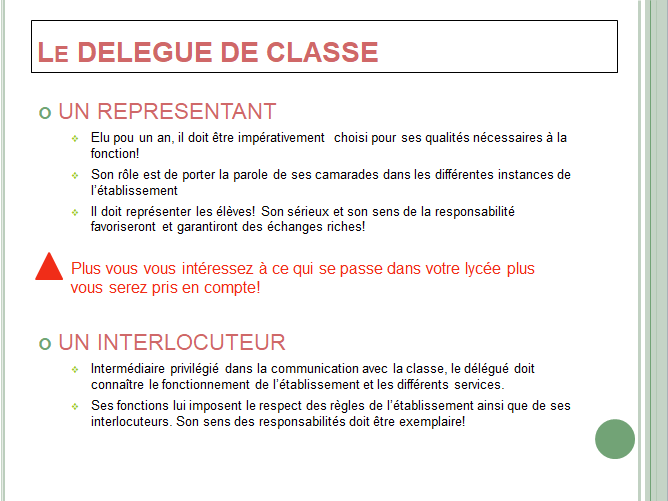 LE DELEGUE DE CLASSE
UN REPRESENTANT
Elu pou un an, il doit être impérativement choisi pour ses qualités nécessaires à la
fonction!
Son rôle est de porter la parole de ses camarades dans les différentes instances de
l’établissement
Il doit représenter les élèves! Son sérieux et son sens de la responsabilité
favoriseront et garantiront des échanges riches!
Plus vous vous intéressez à ce qui se passe dans votre lycée plus
vous serez pris en compte!
UN INTERLOCUTEUR
Intermédiaire privilégié dans la communication avec la classe, le délégué doit
connaître le fonctionnement de l’établissement et les différents services.
Ses fonctions lui imposent le respect des règles de l’établissement ainsi que de ses
interlocuteurs. Son sens des responsabilités doit être exemplaire!